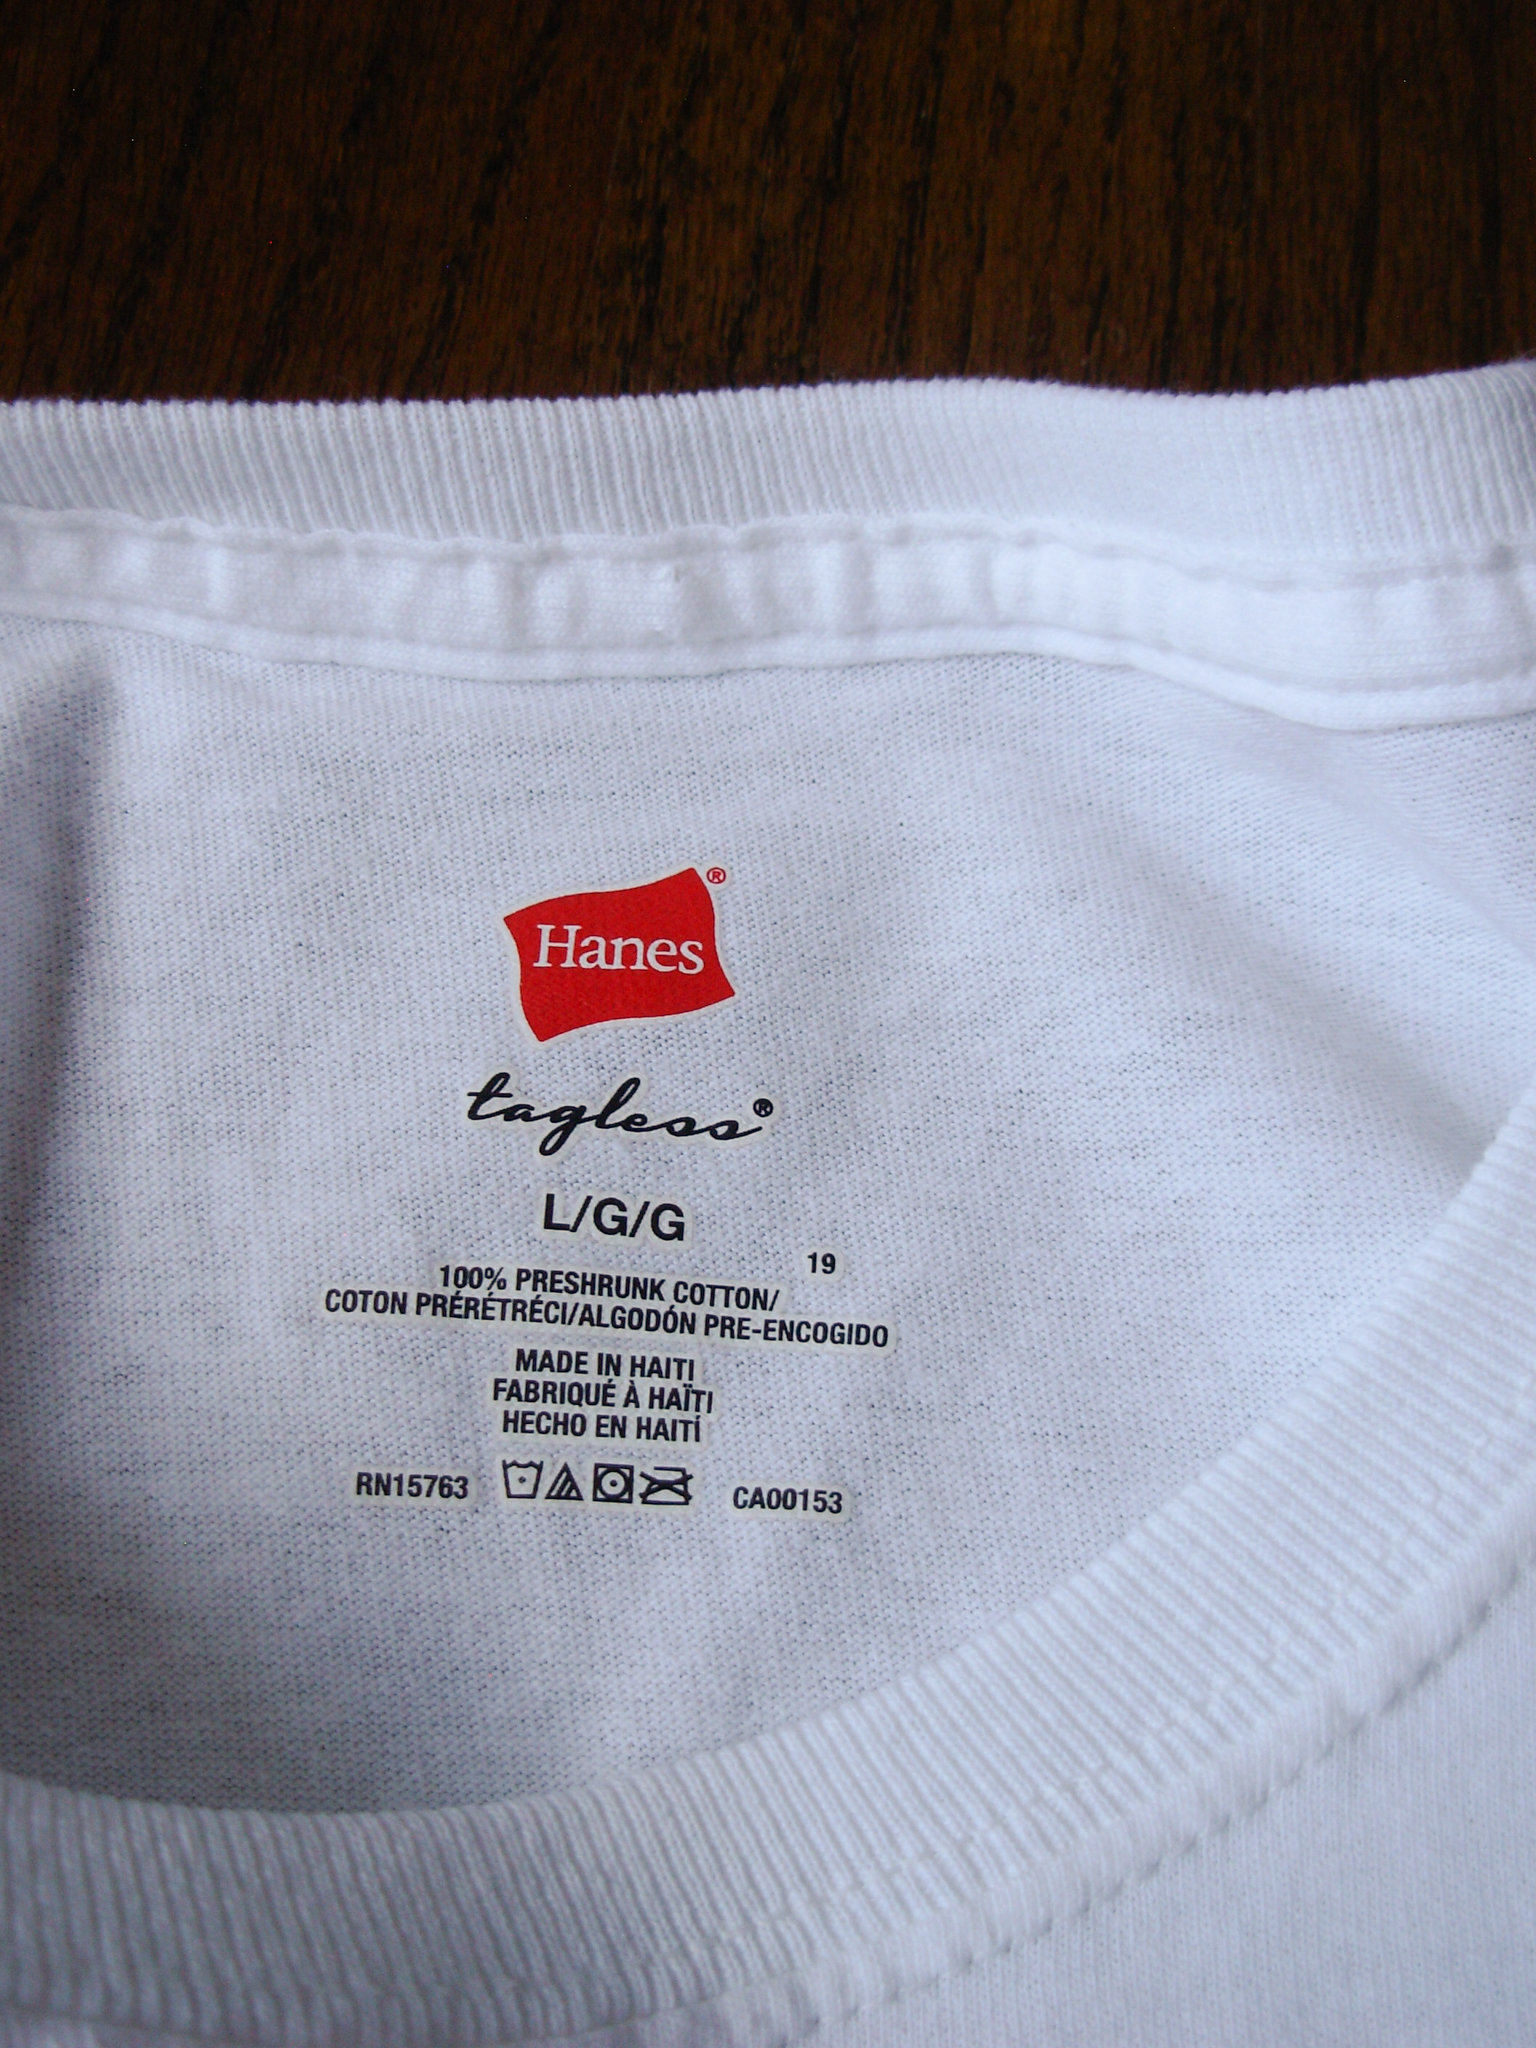 Hanes®
tagless®
L/G/G
19
100% PRESHRUNK COTTON/
COTON PRÉRÉTRÉCI/ALGODÓN PRE-ENCOGIDO
MADE IN HAITI
FABRIQUÉ À HAÏTI
HECHO EN HAITÍ
RN15763 CA00153